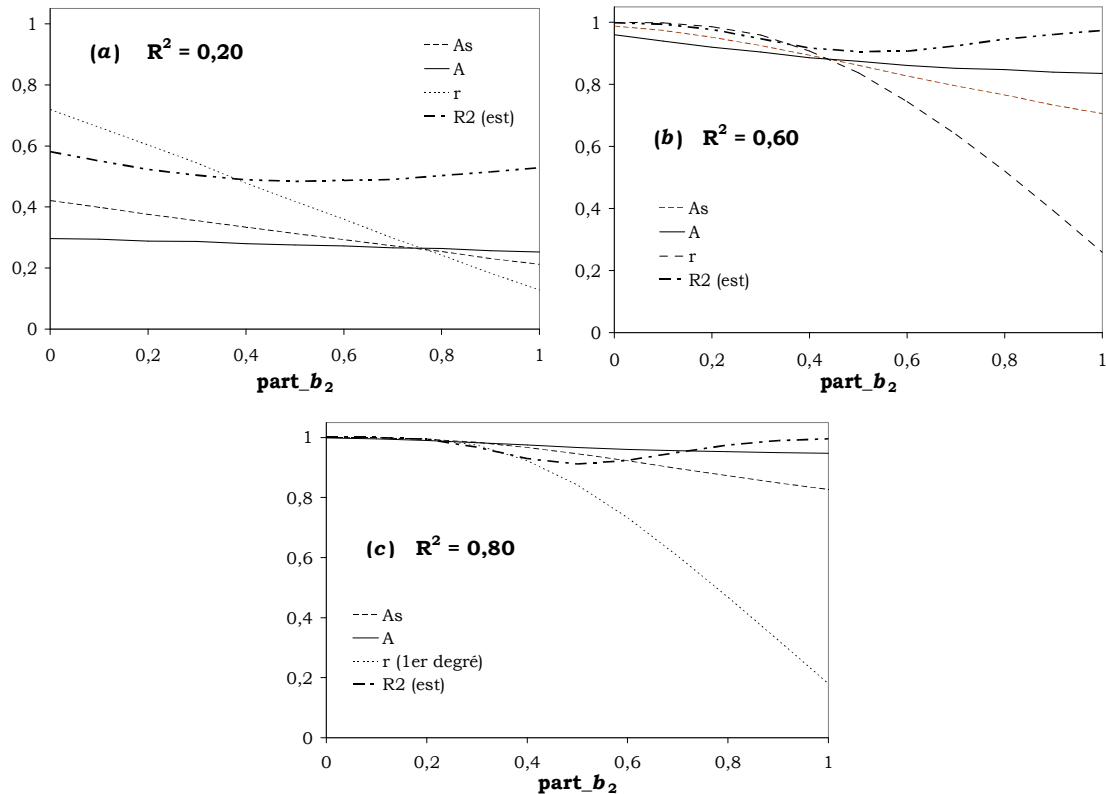 (a) R² = 0,20
As
A
r
R2 (est)
1
0,8
0,6
0,4
0,2
0
0 0,2 0,4 0,6 0,8 1
part_b₂
(b) R² = 0,60
As
A
r
R2 (est)
1
0,8
0,6
0,4
0,2
0
0 0,2 0,4 0,6 0,8 1
part_b₂
(c) R² = 0,80
As
A
r (1er degré)
R2 (est)
1
0,8
0,6
0,4
0,2
0
0 0,2 0,4 0,6 0,8 1
part_b₂